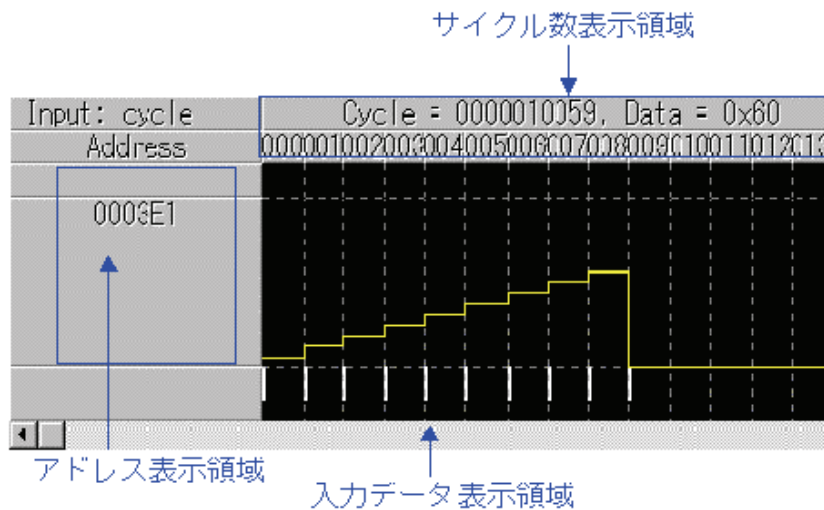 サイクル数表示領域
Input: cycle
Cycle = 0000010059, Data = 0x60
Address
0003E1
アドレス表示領域
入力データ表示領域